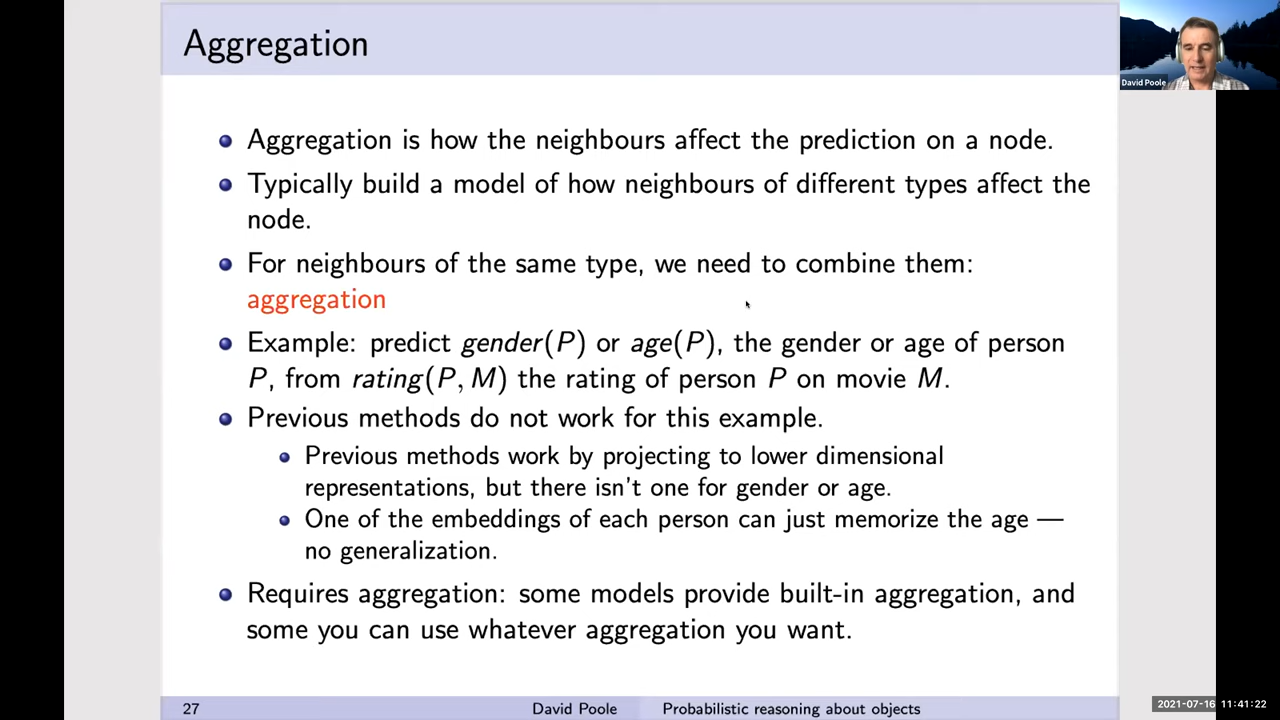 Aggregation
David Poole
Aggregation is how the neighbours affect the prediction on a node.
Typically build a model of how neighbours of different types affect the
node.
For neighbours of the same type, we need to combine them:
aggregation
Example: predict gender(P) or age(P), the gender or age of person
P, from rating(P, M) the rating of person P on movie M.
Previous methods do not work for this example.
Previous methods work by projecting to lower dimensional
representations, but there isn't one for gender or age.
One of the embeddings of each person can just memorize the age —
no generalization.
Requires aggregation: some models provide built-in aggregation, and
some you can use whatever aggregation you want.
27 David Poole Probabilistic reasoning about objects
2021-07-16 11:41:22